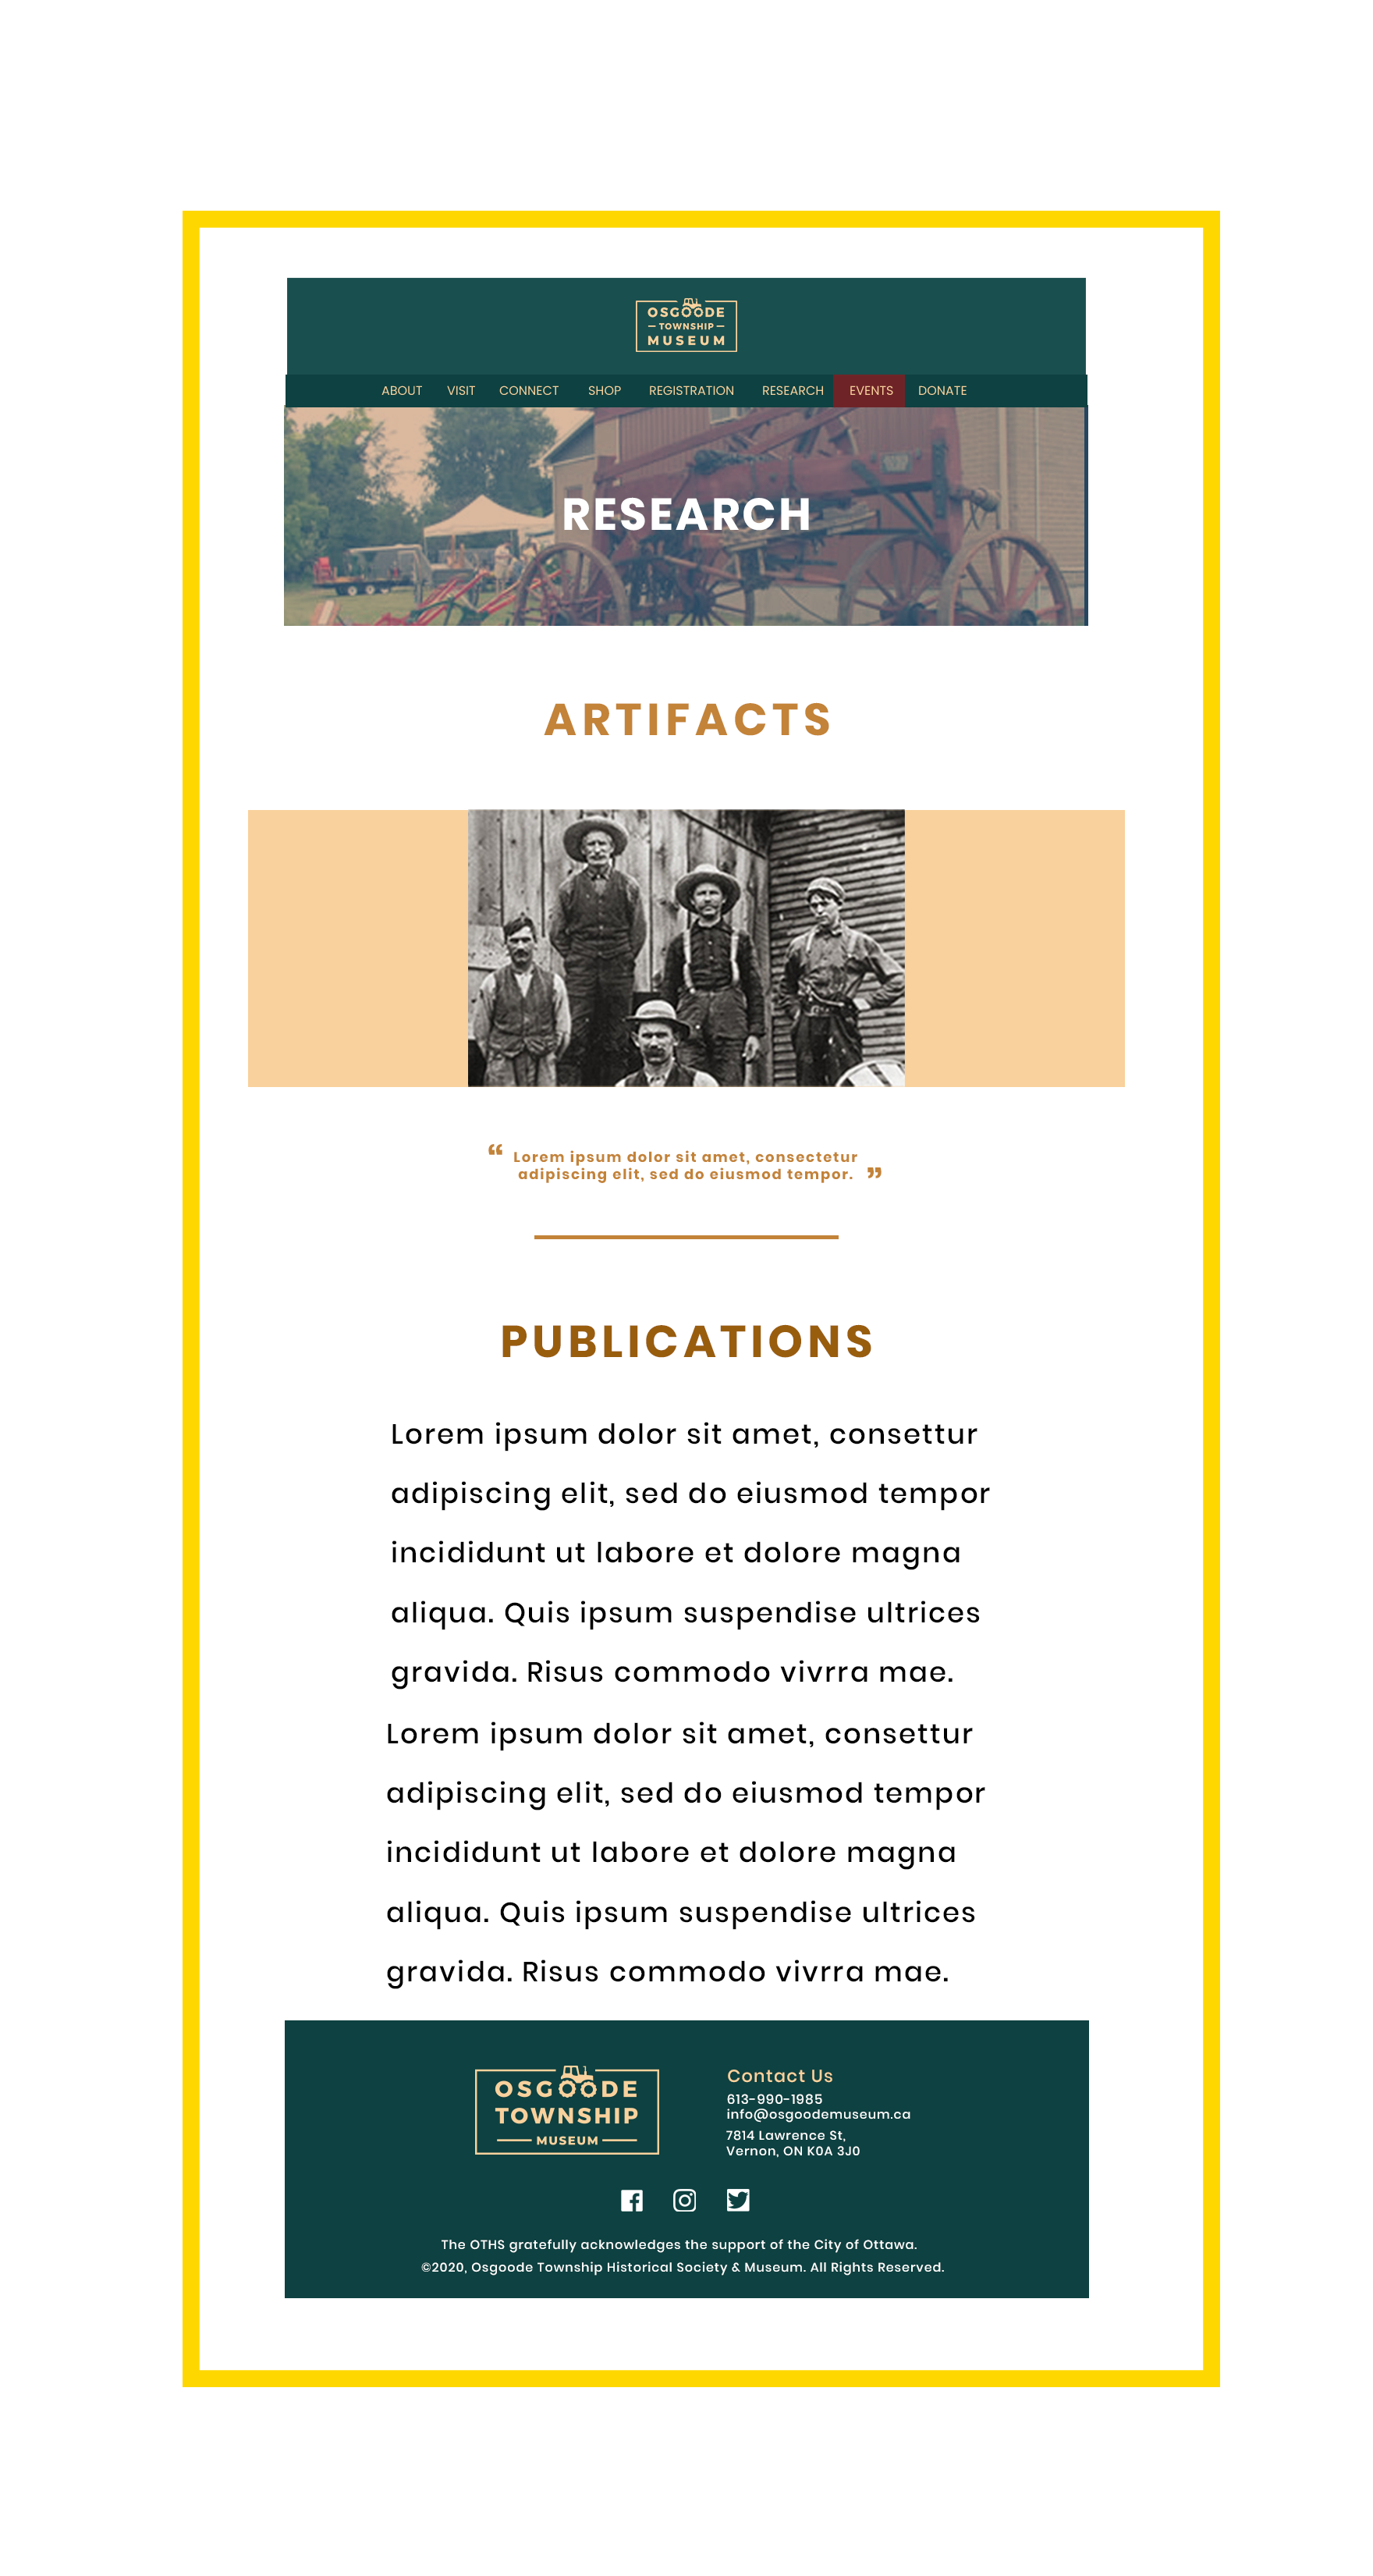 OSGOODE
TOWNSHIP
MUSEUM
ABOUT VISIT CONNECT SHOP REGISTRATION RESEARCH EVENTS DONATE
RESEARCH
ARTIFACTS
“ Lorem ipsum dolor sit amet, consectetur
adipiscing elit, sed do eiusmod tempor. ”
PUBLICATIONS
Lorem ipsum dolor sit amet, consettur
adipiscing elit, sed do eiusmod tempor
incididunt ut labore et dolore magna
aliqua. Quis ipsum suspendise ultrices
gravida. Risus commodo vivrra mae.
Lorem ipsum dolor sit amet, consettur
adipiscing elit, sed do eiusmod tempor
incididunt ut labore et dolore magna
aliqua. Quis ipsum suspendise ultrices
gravida. Risus commodo vivrra mae.
OSGOODE
TOWNSHIP
MUSEUM
Contact Us
613-990-1985
info@osgoodemuseum.ca
7814 Lawrence St,
Vernon, ON K0A 3J0
The OTHS gratefully acknowledges the support of the City of Ottawa.
©2020, Osgoode Township Historical Society & Museum. All Rights Reserved.